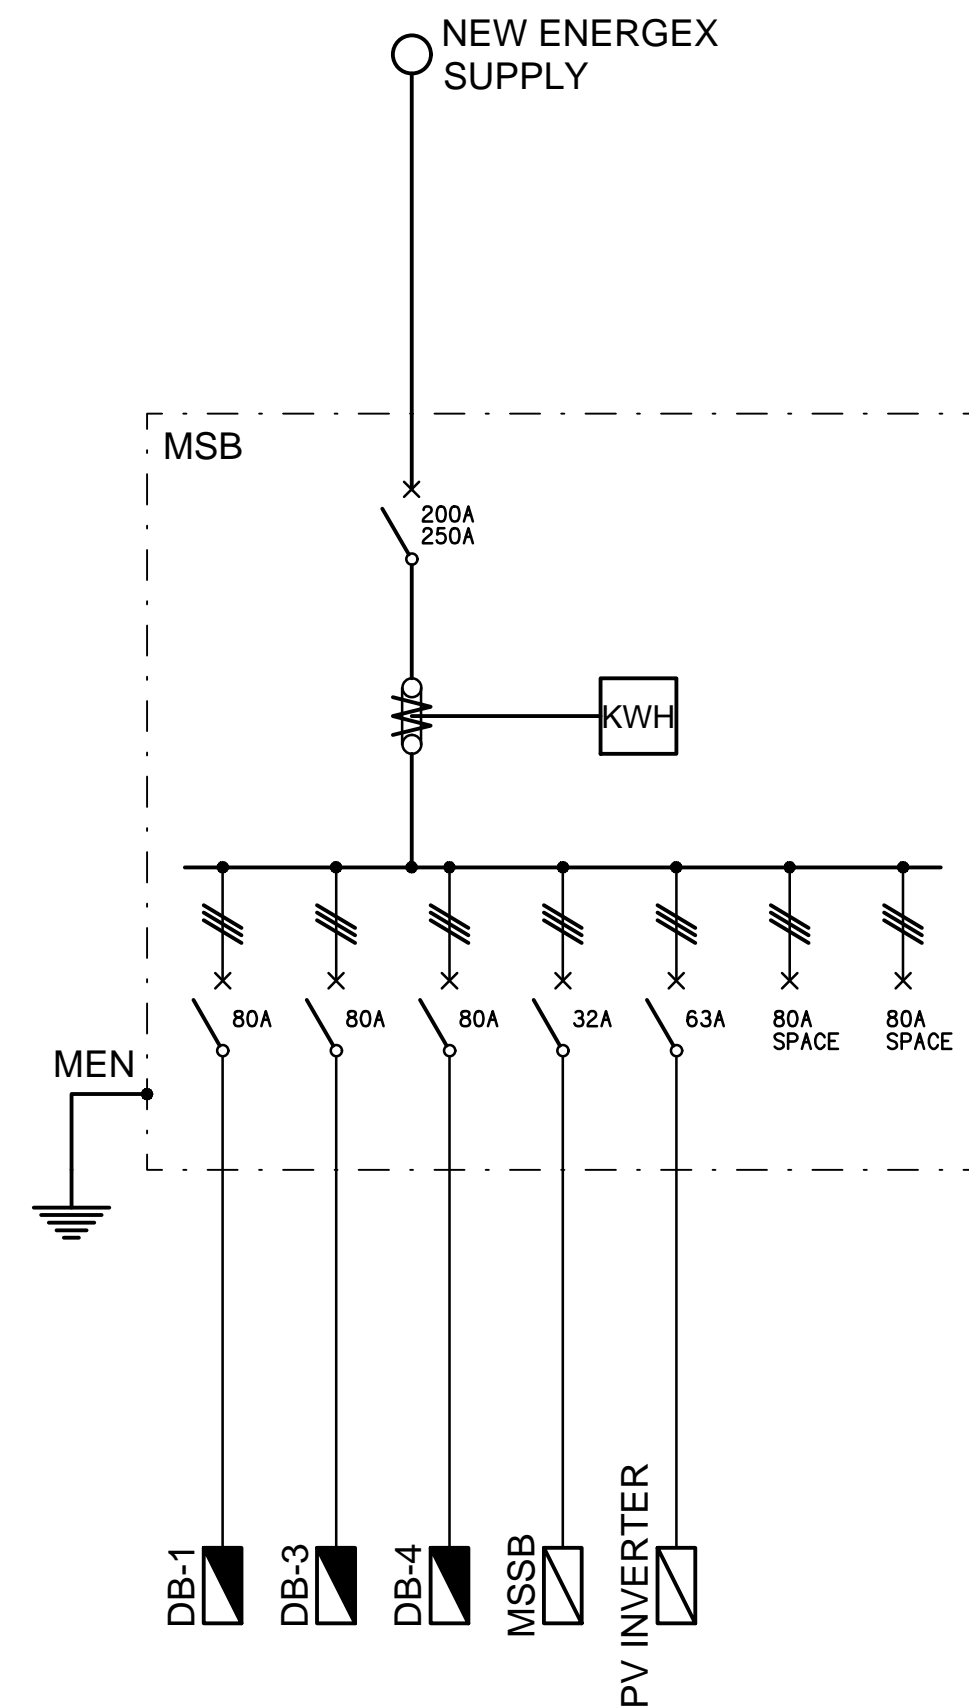 NEW ENERGEX
SUPPLY
MSB
200A
250A
KWH
80A
80A
80A
32A
63A
80A
SPACE
80A
SPACE
MEN
DB-1
DB-3
DB-4
MSSB
PV INVERTER